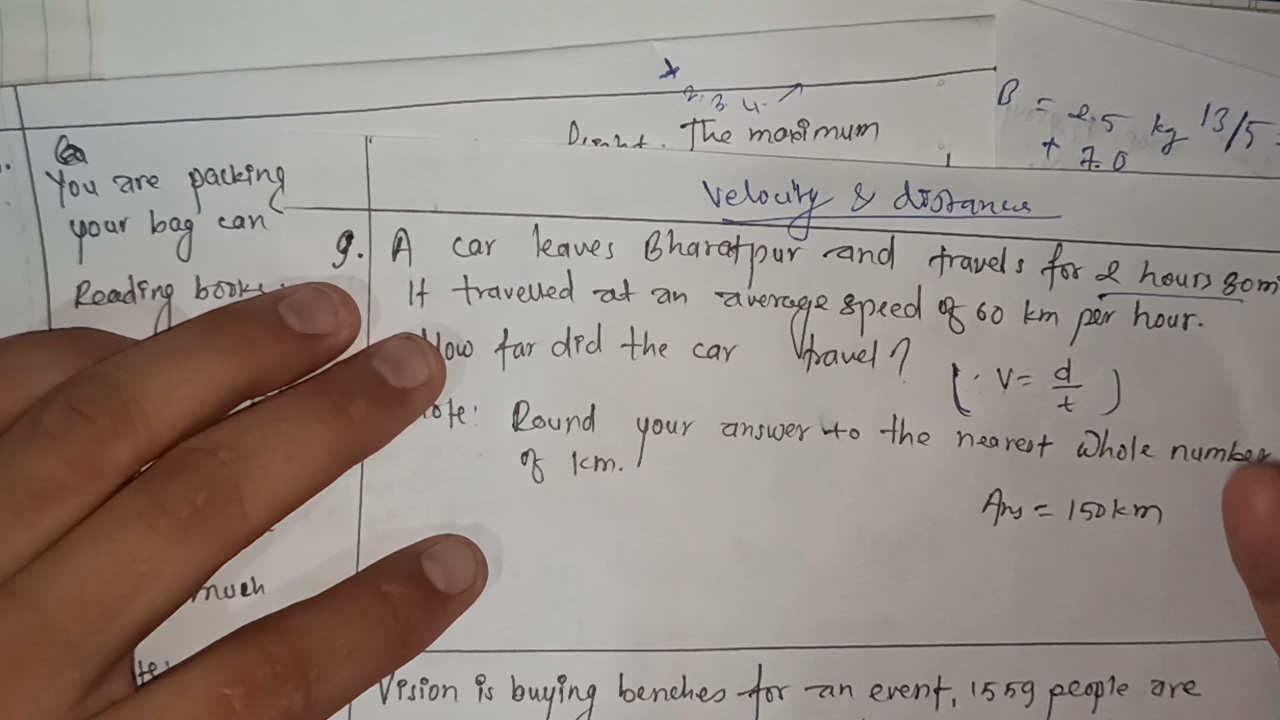 2. 3. 4.
The maximum
B = 2.5 kg 13/5
+ 7.0
You are packing
your bag can
Reading books
much
Velocity & distance
9. A car leaves Bharatpur and travels for 2 hours 30m
It travelled at an average speed of 60 km per hour.
How far did the car travel?
( ∵ V = d/t )
Note: Round your answer to the nearest whole number
of km.
Ans = 150 km
Vision is buying benches for an event, 1559 people are